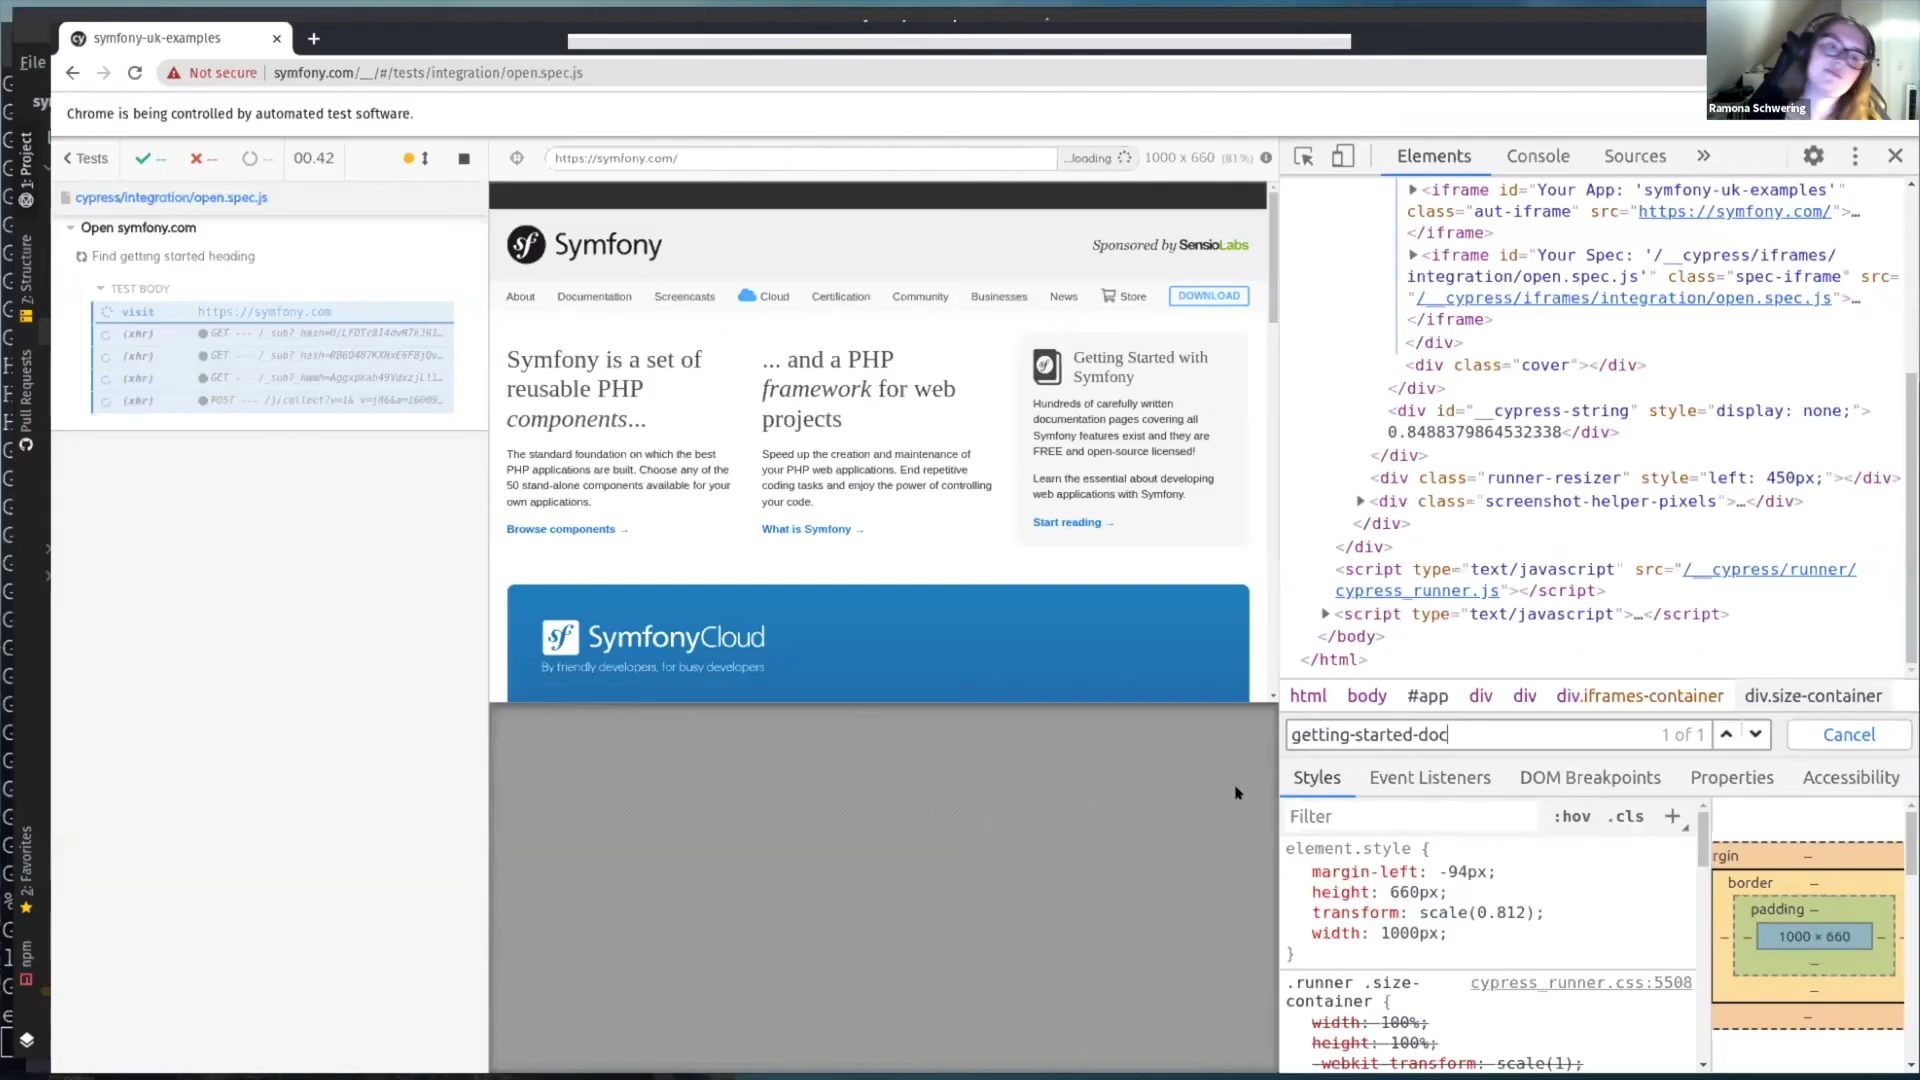 symfony-uk-examples
File
Not secure
symfony.com/__/#/tests/integration/open.spec.js
Ramona Schwering
Chrome is being controlled by automated test software.
Tests
--
--
--
00.42
https://symfony.com/
...loading
1000 x 660 (81%)
Elements
Console
Sources
1: Project
7: Structure
Pull Requests
2: Favorites
npm
cypress/integration/open.spec.js
Open symfony.com
Find getting started heading
TEST BODY
visit https://symfony.com
(xhr) GET ---
(xhr) GET ---
(xhr) GET ---
(xhr) POST ---
Symfony
Sponsored by SensioLabs
About
Documentation
Screencasts
Cloud
Certification
Community
Businesses
News
Store
DOWNLOAD
Symfony is a set of
reusable PHP
components...
The standard foundation on which the best
PHP applications are built. Choose any of the
50 stand-alone components available for your
own applications.
Browse components →
... and a PHP
framework for web
projects
Speed up the creation and maintenance of
your PHP web applications. End repetitive
coding tasks and enjoy the power of controlling
your code.
What is Symfony →
Getting Started with
Symfony
Hundreds of carefully written
documentation pages covering all
Symfony features exist and they are
FREE and open-source licensed!
Learn the essential about developing
web applications with Symfony.
Start reading →
SymfonyCloud
By friendly developers, for busy developers
<iframe id="Your App: 'symfony-uk-examples'"
class="aut-iframe" src="https://symfony.com/">…
</iframe>
<iframe id="Your Spec: '/__cypress/iframes/
integration/open.spec.js'" class="spec-iframe" src=
"/__cypress/iframes/integration/open.spec.js">…
</iframe>
</div>
<div class="cover"></div>
</div>
<div id="__cypress-string" style="display: none;">
0.8488379864532338</div>
</div>
<div class="runner-resizer" style="left: 450px;"></div>
<div class="screenshot-helper-pixels">…</div>
</div>
</div>
<script type="text/javascript" src="/__cypress/runner/
cypress_runner.js"></script>
<script type="text/javascript">…</script>
</body>
</html>
html body #app div div div.iframes-container div.size-container
getting-started-doc
1 of 1
Cancel
Styles
Event Listeners
DOM Breakpoints
Properties
Accessibility
Filter
:hov .cls +
element.style {
margin-left: -94px;
height: 660px;
transform: scale(0.812);
width: 1000px;
}
.runner .size-
container {
cypress_runner.css:5508
width: 100%;
height: 100%;
-webkit-transform: scale(1);
rgin –
border –
padding –
1000 × 660